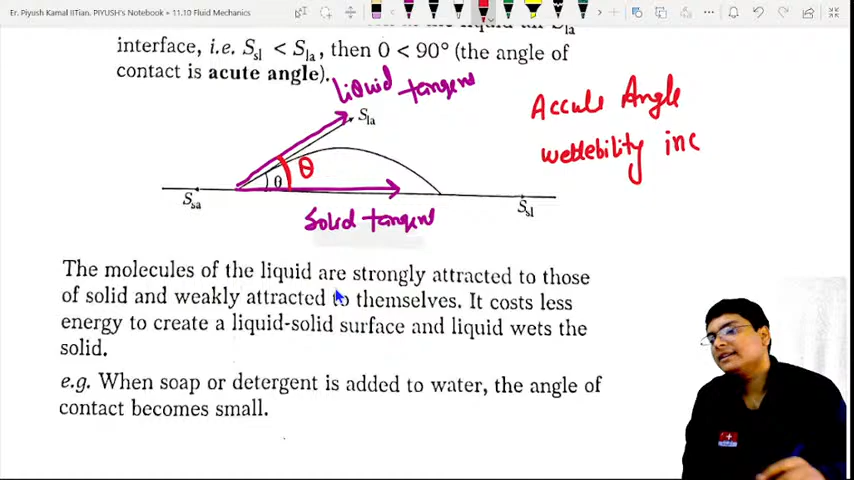 Er. Piyush Kamal IITian. PIYUSH's Notebook » 11.10 Fluid Mechanics
interface, i.e. Ssl < Sla, then 0 < 90° (the angle of
contact is acute angle).
liquid tangent
Sla
Accule Angle
wettebility inc
θ
θ
Ssa
Solid tangent
Ssl
The molecules of the liquid are strongly attracted to those
of solid and weakly attracted to themselves. It costs less
energy to create a liquid-solid surface and liquid wets the
solid.
e.g. When soap or detergent is added to water, the angle of
contact becomes small.